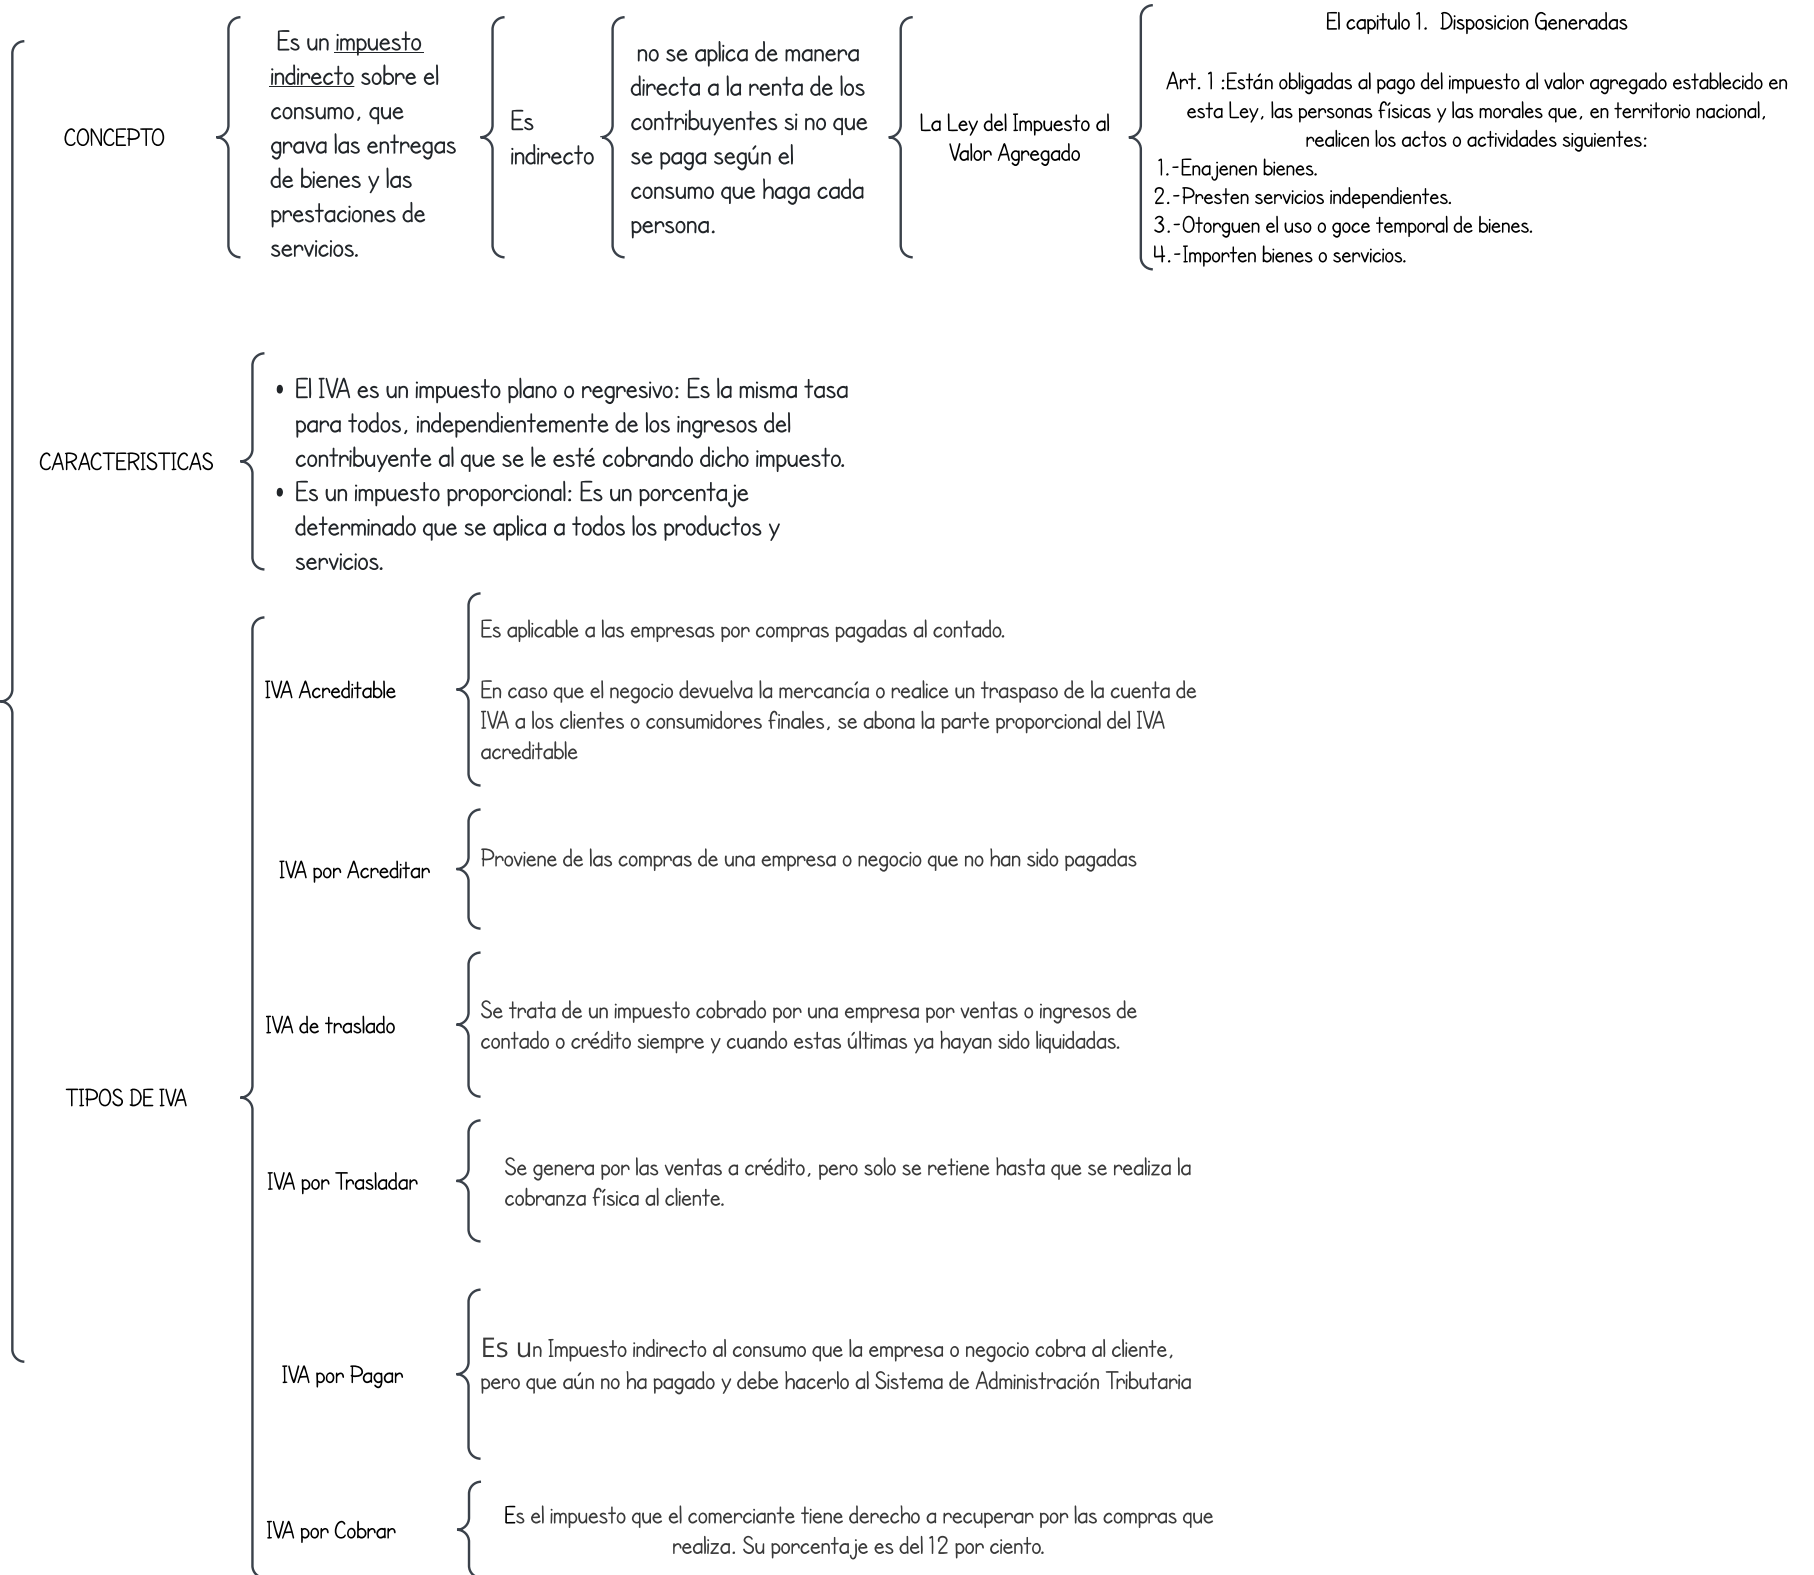 CONCEPTO
Es un impuesto
indirecto sobre el
consumo, que
grava las entregas
de bienes y las
prestaciones de
servicios.
Es
indirecto
no se aplica de manera
directa a la renta de los
contribuyentes si no que
se paga según el
consumo que haga cada
persona.
La Ley del Impuesto al
Valor Agregado
El capitulo 1. Disposicion Generadas
Art. 1 :Están obligadas al pago del impuesto al valor agregado establecido en
esta Ley, las personas físicas y las morales que, en territorio nacional,
realicen los actos o actividades siguientes:
1.-Enajenen bienes.
2.-Presten servicios independientes.
3.-Otorguen el uso o goce temporal de bienes.
4.-Importen bienes o servicios.
CARACTERISTICAS
• El IVA es un impuesto plano o regresivo: Es la misma tasa
para todos, independientemente de los ingresos del
contribuyente al que se le esté cobrando dicho impuesto.
• Es un impuesto proporcional: Es un porcentaje
determinado que se aplica a todos los productos y
servicios.
TIPOS DE IVA
IVA Acreditable
Es aplicable a las empresas por compras pagadas al contado.
En caso que el negocio devuelva la mercancía o realice un traspaso de la cuenta de
IVA a los clientes o consumidores finales, se abona la parte proporcional del IVA
acreditable
IVA por Acreditar
Proviene de las compras de una empresa o negocio que no han sido pagadas
IVA de traslado
Se trata de un impuesto cobrado por una empresa por ventas o ingresos de
contado o crédito siempre y cuando estas últimas ya hayan sido liquidadas.
IVA por Trasladar
Se genera por las ventas a crédito, pero solo se retiene hasta que se realiza la
cobranza física al cliente.
IVA por Pagar
Es un Impuesto indirecto al consumo que la empresa o negocio cobra al cliente,
pero que aún no ha pagado y debe hacerlo al Sistema de Administración Tributaria
IVA por Cobrar
Es el impuesto que el comerciante tiene derecho a recuperar por las compras que
realiza. Su porcentaje es del 12 por ciento.